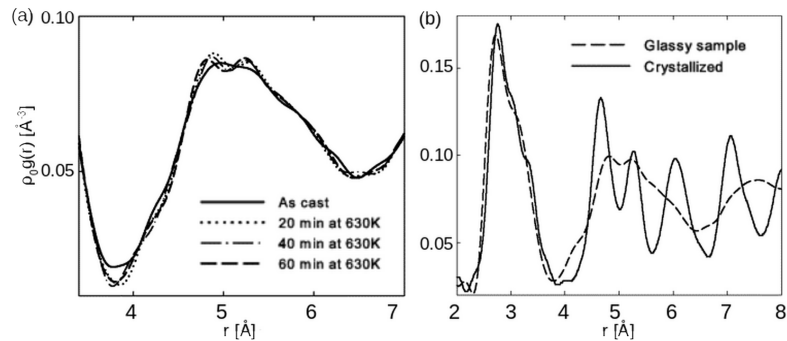 (a)
0.10
0.05
ρ₀g(r) [Å⁻³]
As cast
20 min at 630K
40 min at 630K
60 min at 630K
4 5 6 7
r [Å]
(b)
0.15
0.10
0.05
Glassy sample
Crystallized
2 3 4 5 6 7 8
r [Å]